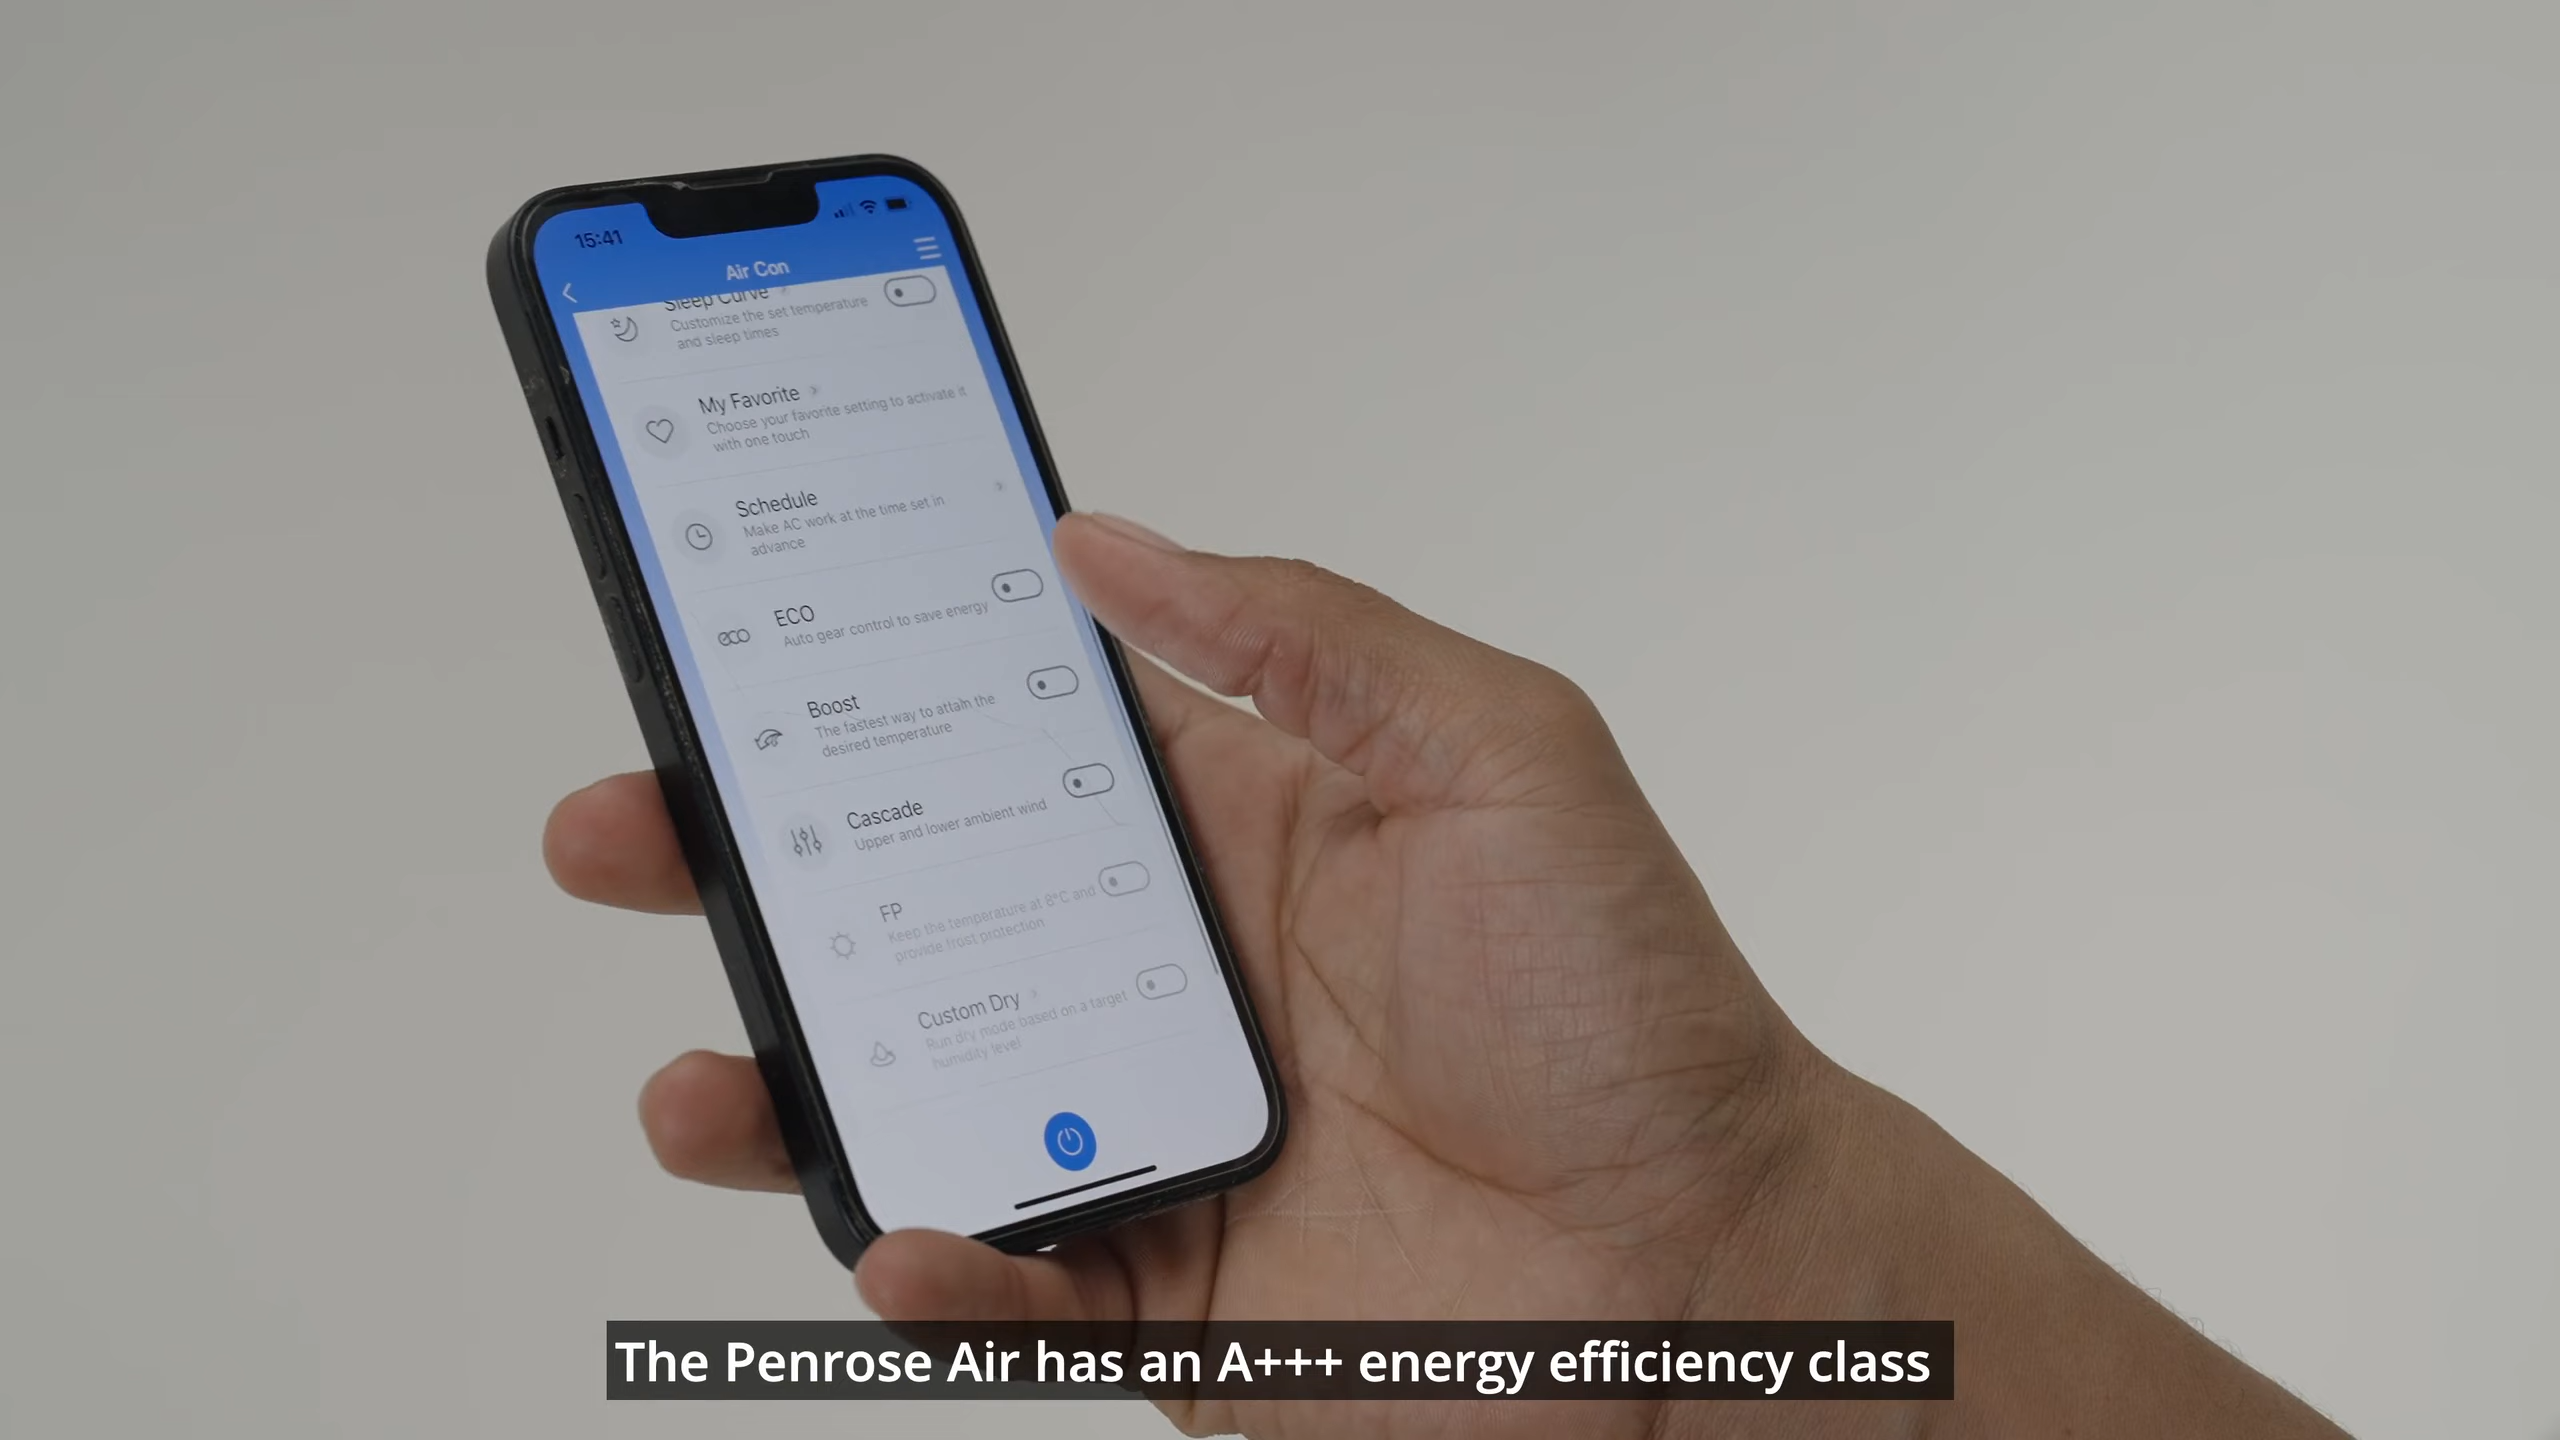 15:41
Air Con
Sleep Curve
Customize the set temperature
and sleep times
My Favorite
Choose your favorite setting to activate it
with one touch
Schedule
Make AC work at the time set in
advance
eco
ECO
Auto gear control to save energy
Boost
The fastest way to attain the
desired temperature
Cascade
Upper and lower ambient wind
FP
Keep the temperature at 8°C and
provide frost protection
Custom Dry
Run dry mode based on a target
humidity level
The Penrose Air has an A+++ energy efficiency class